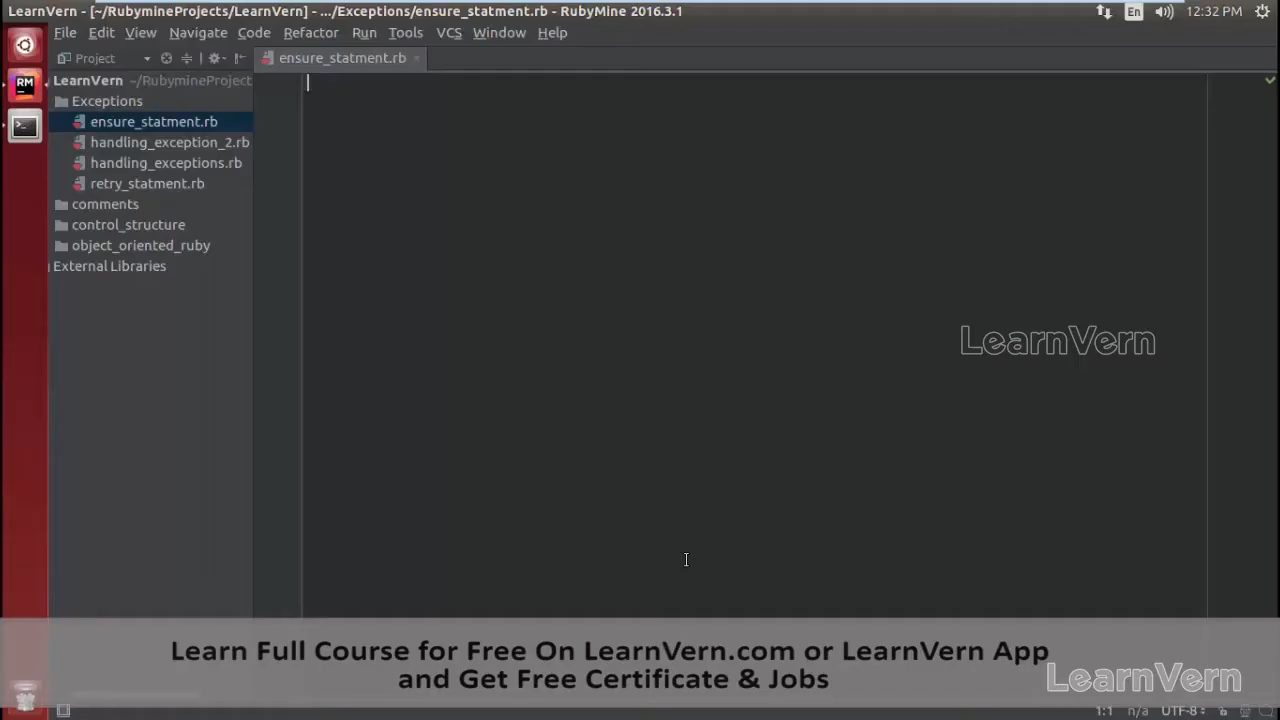 LearnVern - [~/RubymineProjects/LearnVern] - .../Exceptions/ensure_statment.rb - RubyMine 2016.3.1
En
12:32 PM
File Edit View Navigate Code Refactor Run Tools VCS Window Help
Project
ensure_statment.rb
RM
LearnVern ~/RubymineProject
Exceptions
ensure_statment.rb
handling_exception_2.rb
handling_exceptions.rb
retry_statment.rb
comments
control_structure
object_oriented_ruby
External Libraries
LearnVern
Learn Full Course for Free On LearnVern.com or LearnVern App
and Get Free Certificate & Jobs
LearnVern
1:1 n/a UTF-8